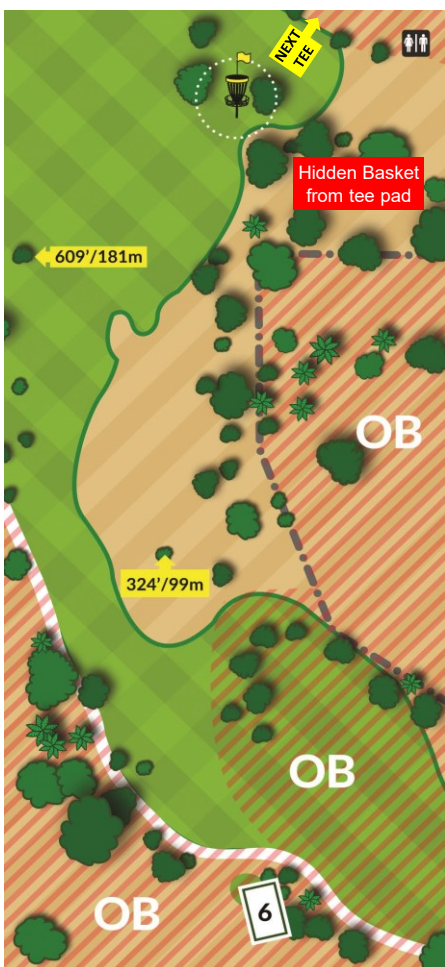 NEXT
TEE
Hidden Basket
from tee pad
609'/181m
OB
324'/99m
OB
OB
6